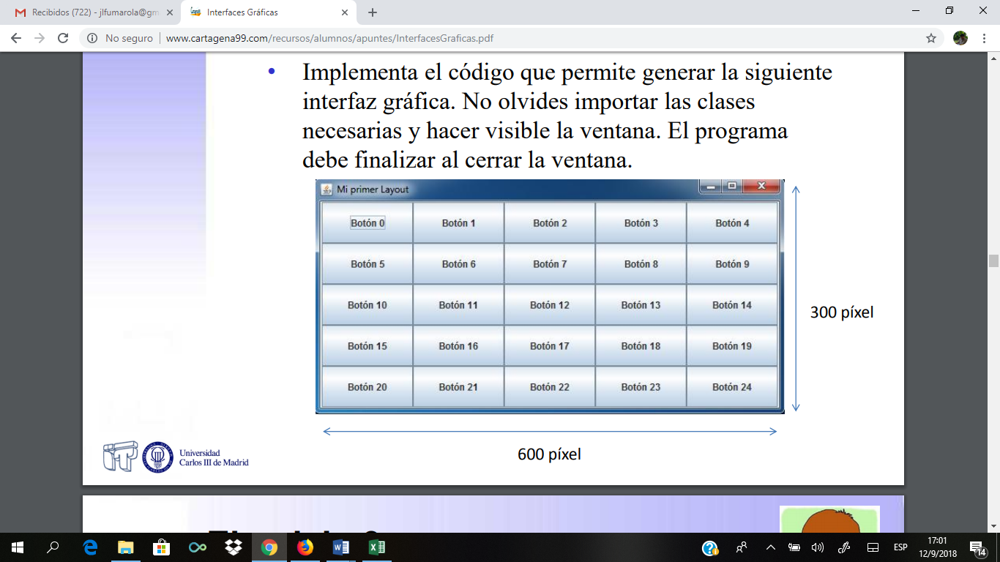 Recibidos (722) - jlfumarola@gm
Interfaces Gráficas
No seguro
www.cartagena99.com/recursos/alumnos/apuntes/InterfacesGraficas.pdf
• Implementa el código que permite generar la siguiente
interfaz gráfica. No olvides importar las clases
necesarias y hacer visible la ventana. El programa
debe finalizar al cerrar la ventana.
Mi primer Layout
Botón 0 Botón 1 Botón 2 Botón 3 Botón 4
Botón 5 Botón 6 Botón 7 Botón 8 Botón 9
Botón 10 Botón 11 Botón 12 Botón 13 Botón 14
Botón 15 Botón 16 Botón 17 Botón 18 Botón 19
Botón 20 Botón 21 Botón 22 Botón 23 Botón 24
300 píxel
600 píxel
Universidad
Carlos III de Madrid
ESP
17:01
12/9/2018
14